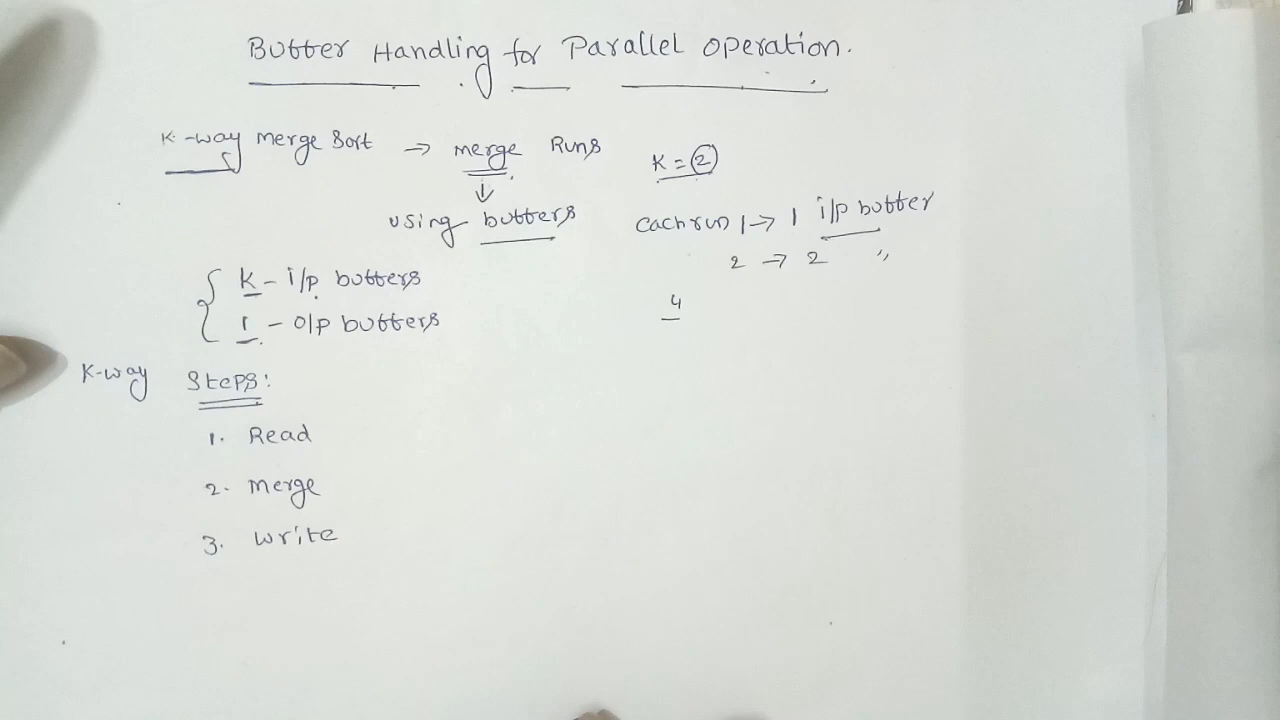 Buffer Handling for Parallel Operation.
K-way merge Sort → merge Runs
K = 2
↓
using buffers
each run 1 → 1 i/p buffer
2 → 2 ,,
K - i/p buffers
1 - o/p buffers
4
K-way Steps:
1. Read
2. Merge
3. Write